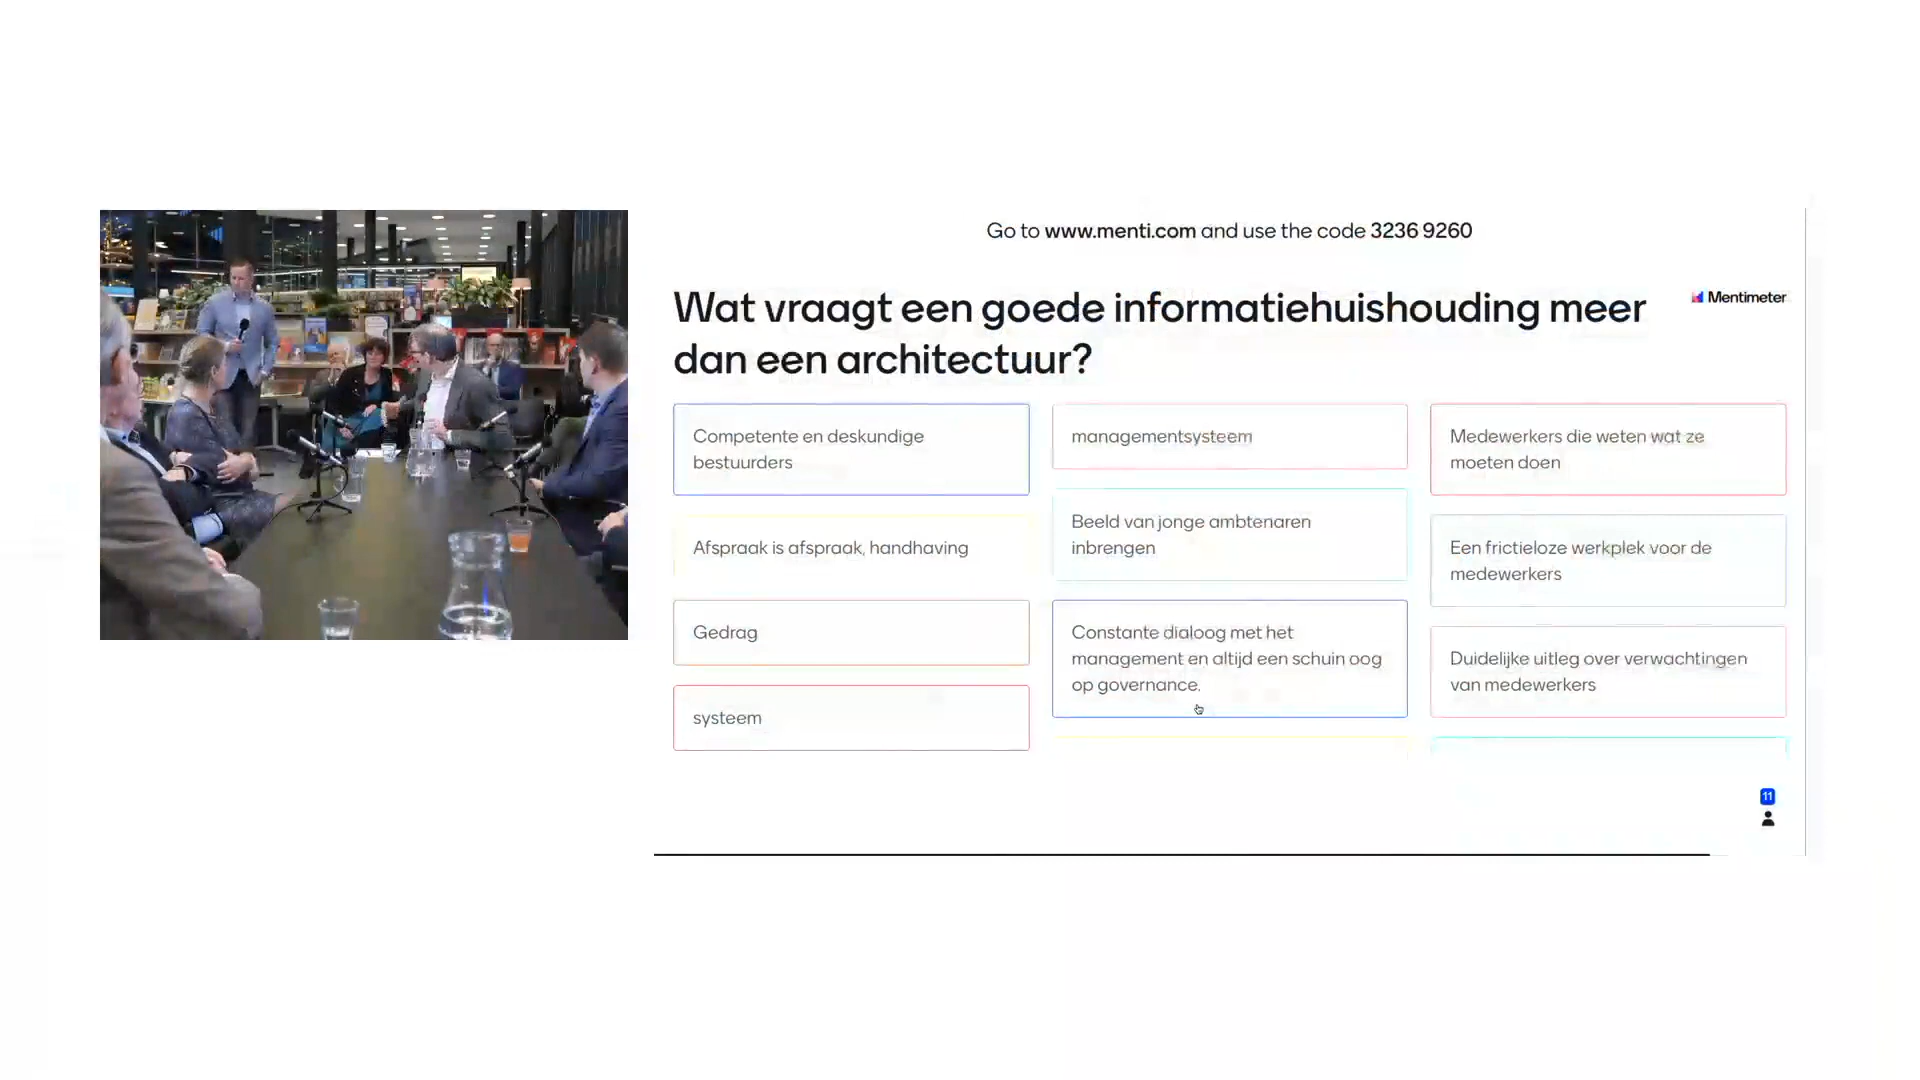 Go to www.menti.com and use the code 3236 9260
Wat vraagt een goede informatiehuishouding meer
dan een architectuur?
Mentimeter
Competente en deskundige
bestuurders
Afspraak is afspraak, handhaving
Gedrag
systeem
managementsysteem
Beeld van jonge ambtenaren
inbrengen
Constante dialoog met het
management en altijd een schuin oog
op governance.
Medewerkers die weten wat ze
moeten doen
Een frictieloze werkplek voor de
medewerkers
Duidelijke uitleg over verwachtingen
van medewerkers
11